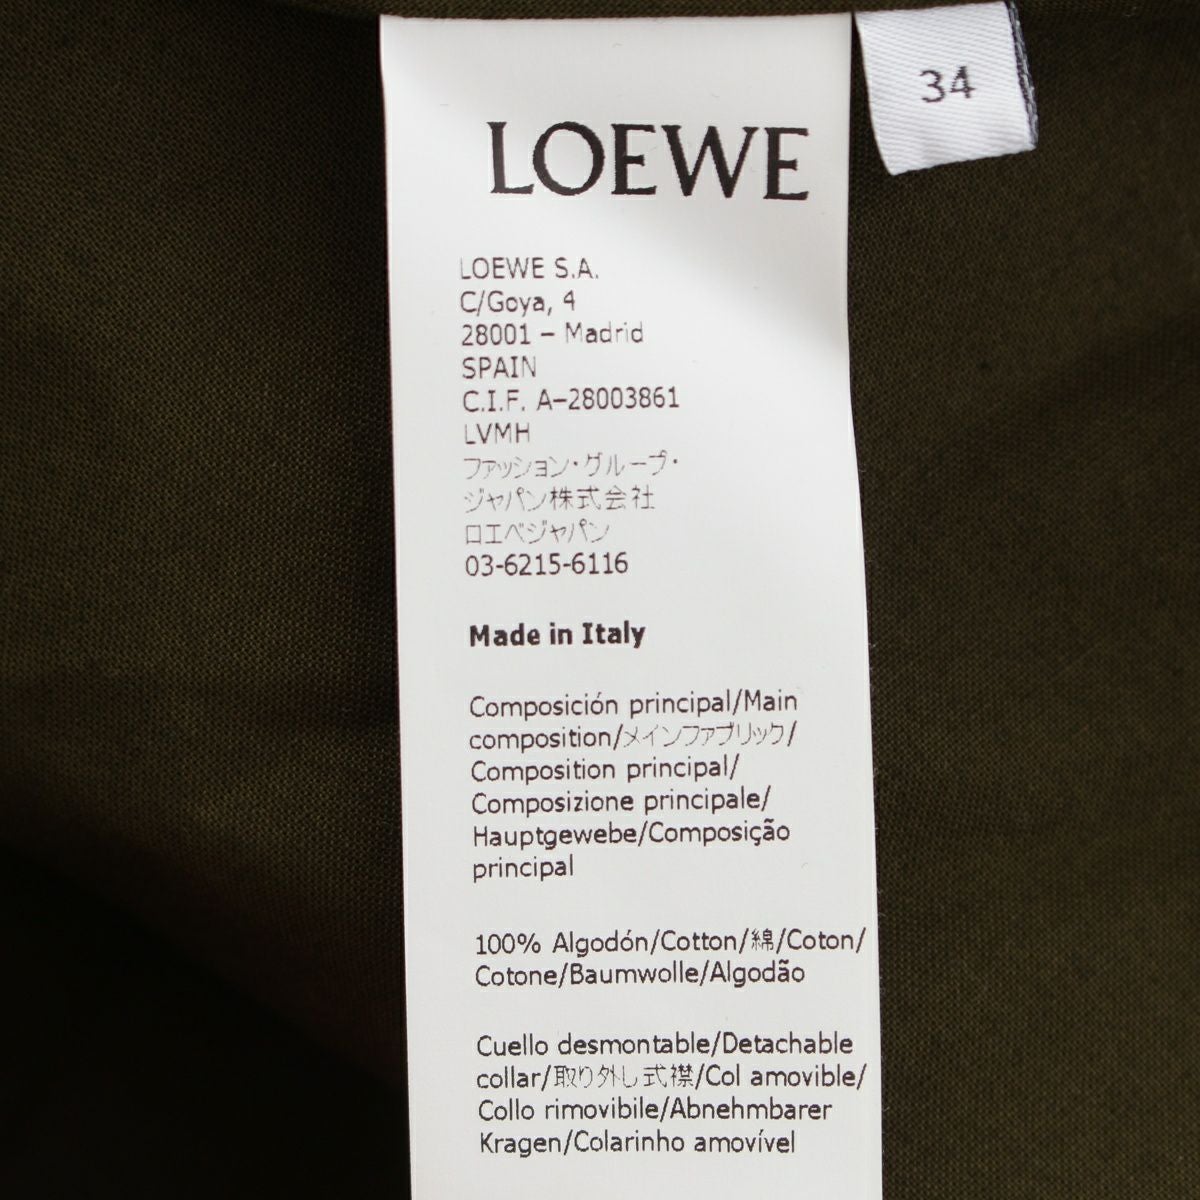 34
LOEWE
LOEWE S.A.
C/Goya, 4
28001 – Madrid
SPAIN
C.I.F. A–28003861
LVMH
ファッション・グループ・
ジャパン株式会社
ロエベジャパン
03-6215-6116
Made in Italy
Composición principal/Main
composition/メインファブリック/
Composition principal/
Composizione principale/
Hauptgewebe/Composição
principal
100% Algodón/Cotton/綿/Coton/
Cotone/Baumwolle/Algodão
Cuello desmontable/Detachable
collar/取り外し式襟/Col amovible/
Collo rimovibile/Abnehmbarer
Kragen/Colarinho amovível